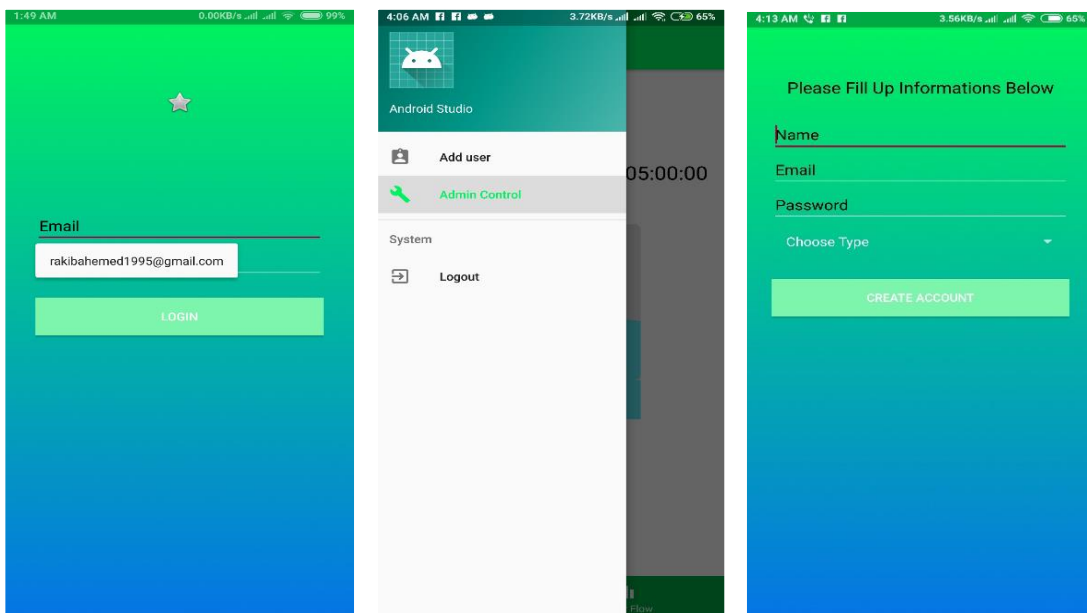 1:49 AM 0.00KB/s 99%
Email
rakibahemed1995@gmail.com
LOGIN
4:06 AM 3.72KB/s 65%
Android Studio
Add user
05:00:00
Admin Control
System
Logout
Flow
4:13 AM 3.56KB/s 65%
Please Fill Up Informations Below
Name
Email
Password
Choose Type
CREATE ACCOUNT